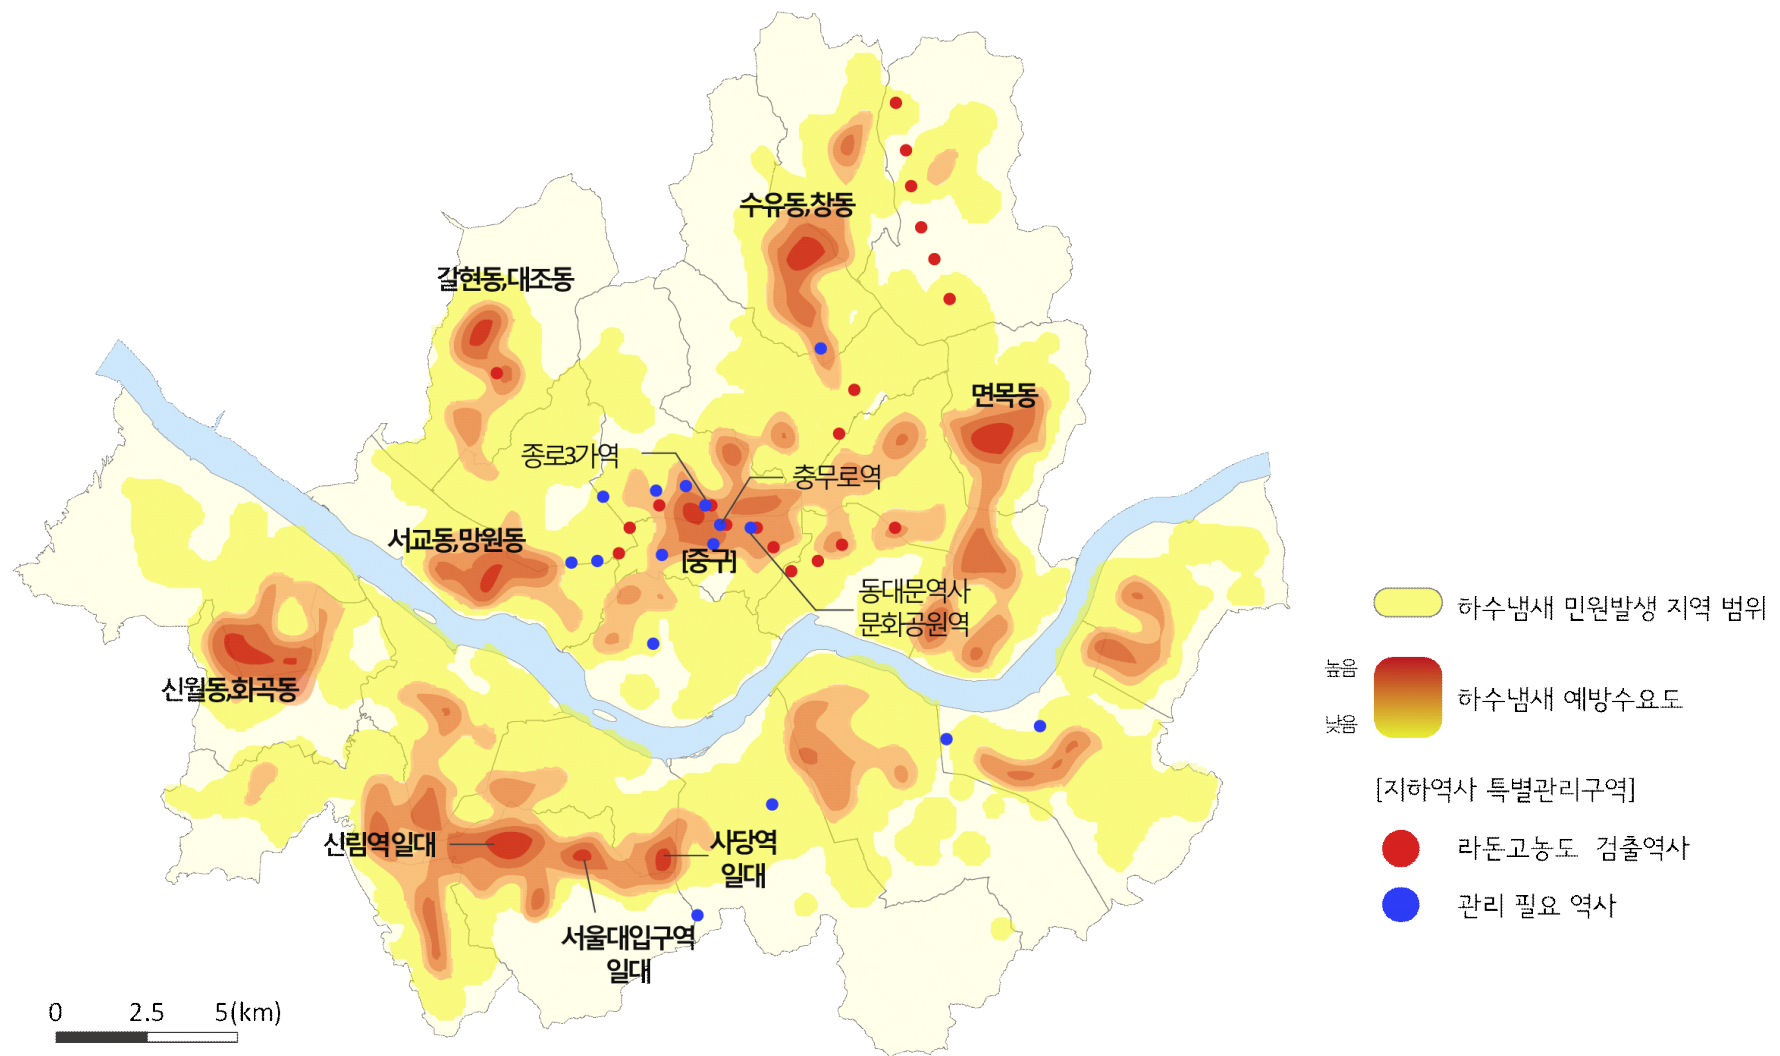 수유동,창동
갈현동,대조동
면목동
종로3가역
충무로역
서교동,망원동
[중구]
동대문역사
문화공원역
신월동,화곡동
신림역일대
사당역
일대
서울대입구역
일대
0 2.5 5(km)
하수냄새 민원발생 지역 범위
높음
하수냄새 예방수요도
낮음
[지하역사 특별관리구역]
라돈고농도 검출역사
관리 필요 역사